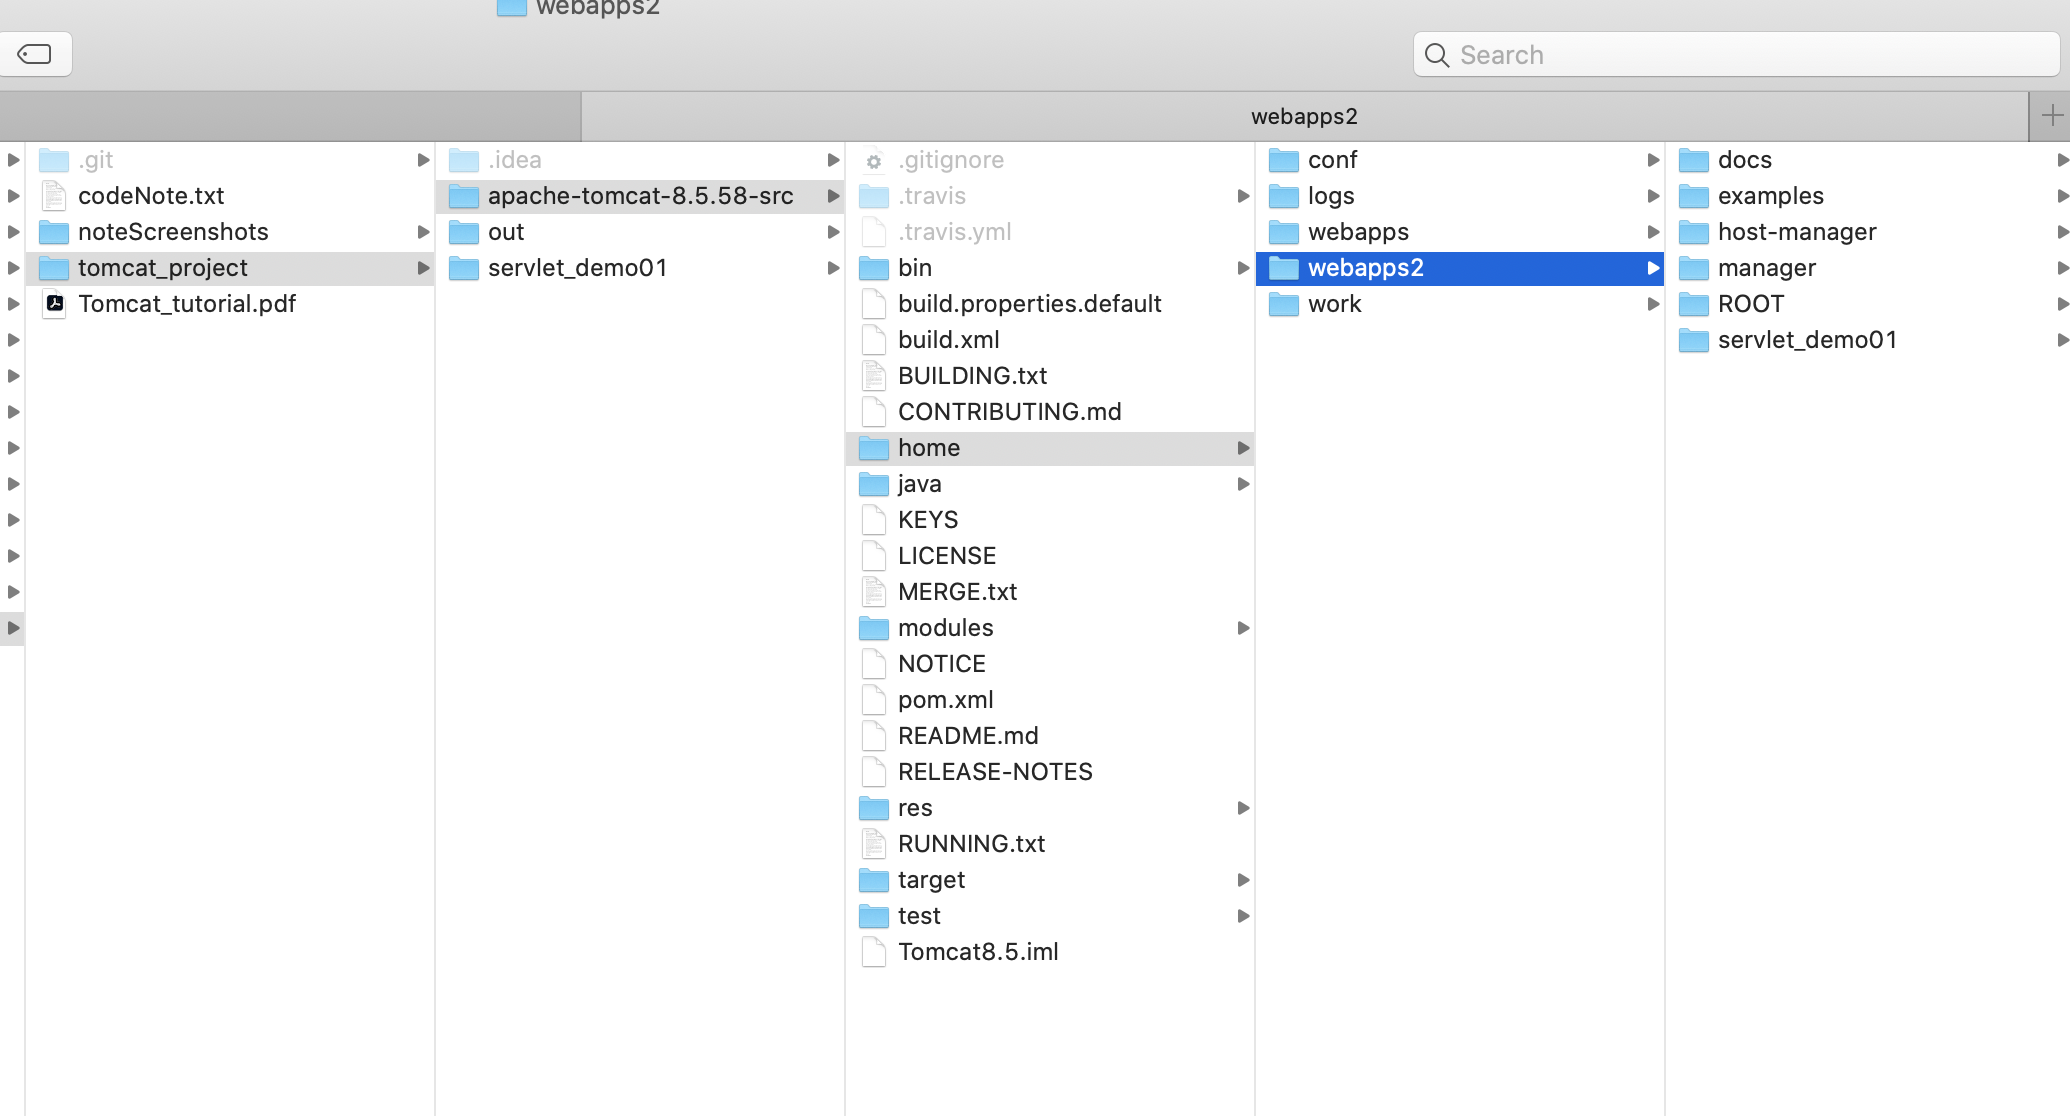 webapps2
Search
webapps2
.git
codeNote.txt
noteScreenshots
tomcat_project
Tomcat_tutorial.pdf
.idea
apache-tomcat-8.5.58-src
out
servlet_demo01
.gitignore
.travis
.travis.yml
bin
build.properties.default
build.xml
BUILDING.txt
CONTRIBUTING.md
home
java
KEYS
LICENSE
MERGE.txt
modules
NOTICE
pom.xml
README.md
RELEASE-NOTES
res
RUNNING.txt
target
test
Tomcat8.5.iml
conf
logs
webapps
webapps2
work
docs
examples
host-manager
manager
ROOT
servlet_demo01